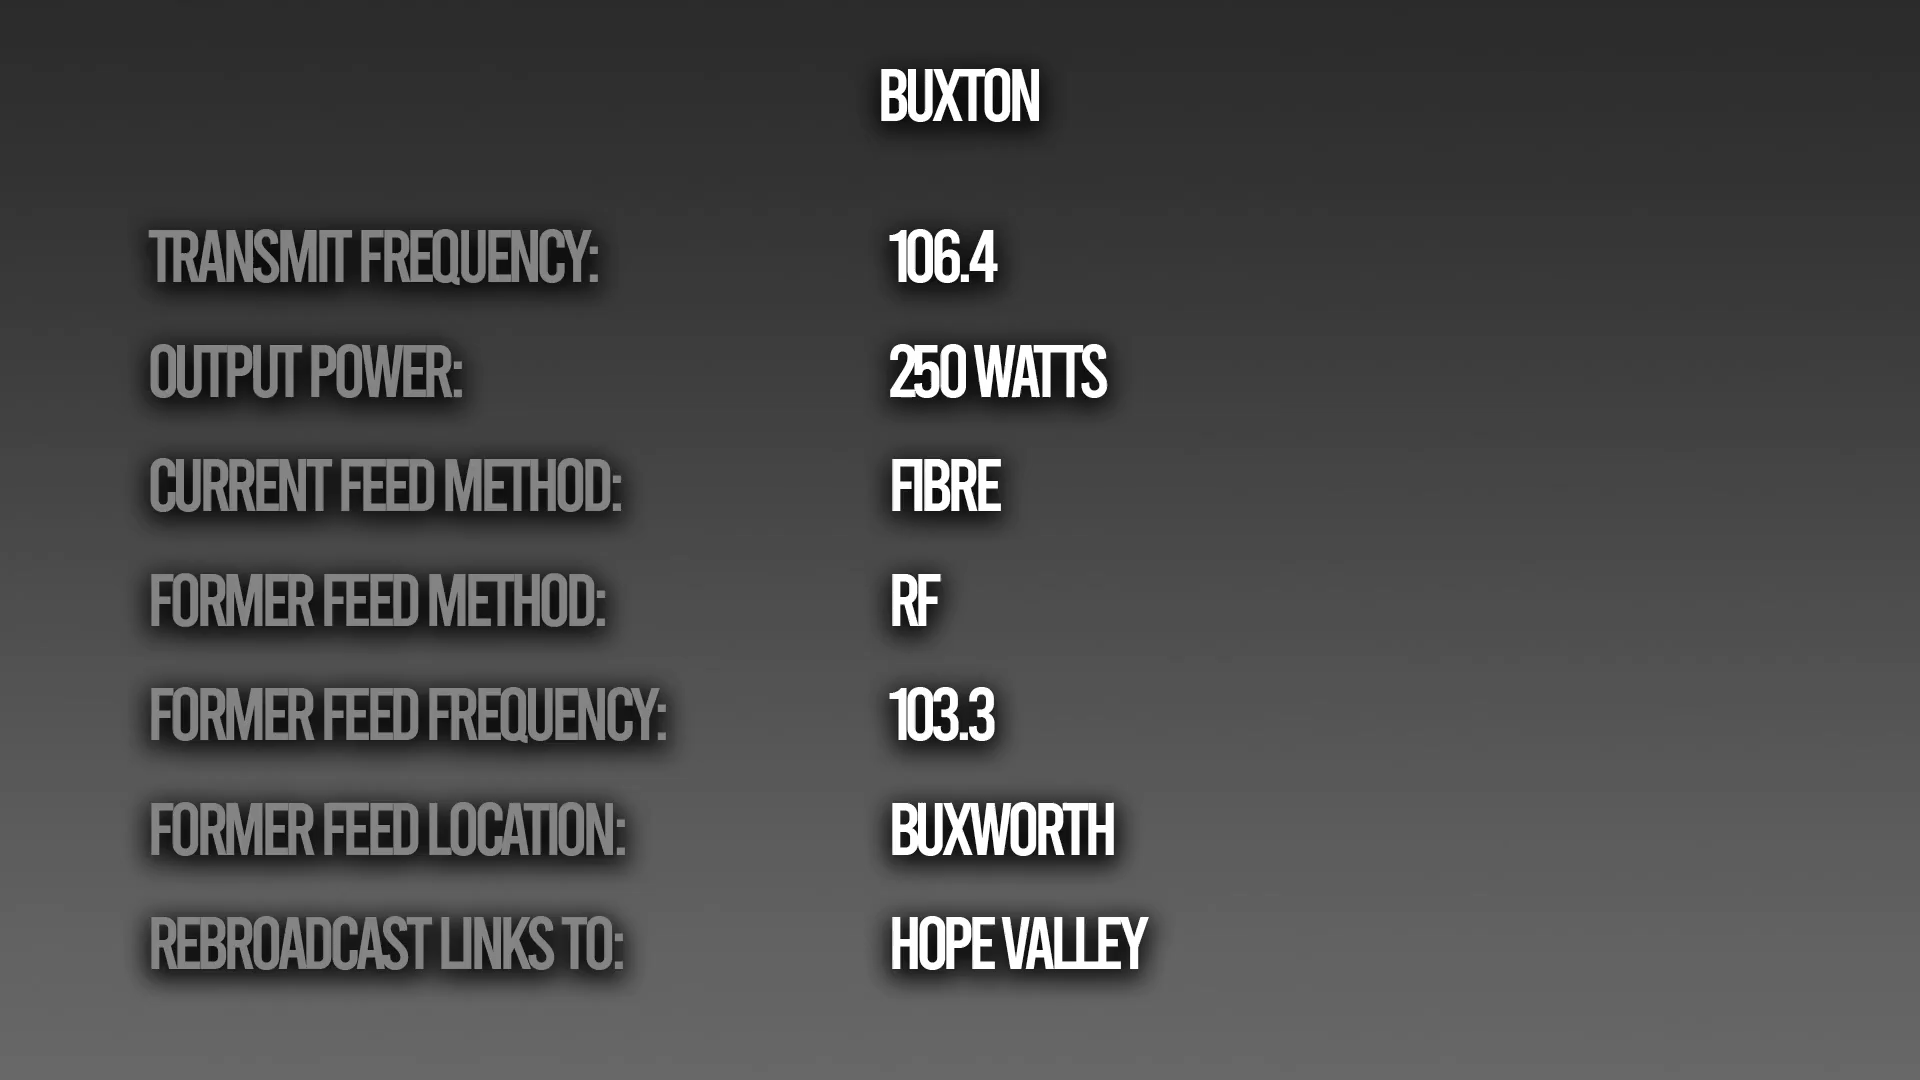 BUXTON
TRANSMIT FREQUENCY: 106.4
OUTPUT POWER: 250 WATTS
CURRENT FEED METHOD: FIBRE
FORMER FEED METHOD: RF
FORMER FEED FREQUENCY: 103.3
FORMER FEED LOCATION: BUXWORTH
REBROADCAST LINKS TO: HOPE VALLEY